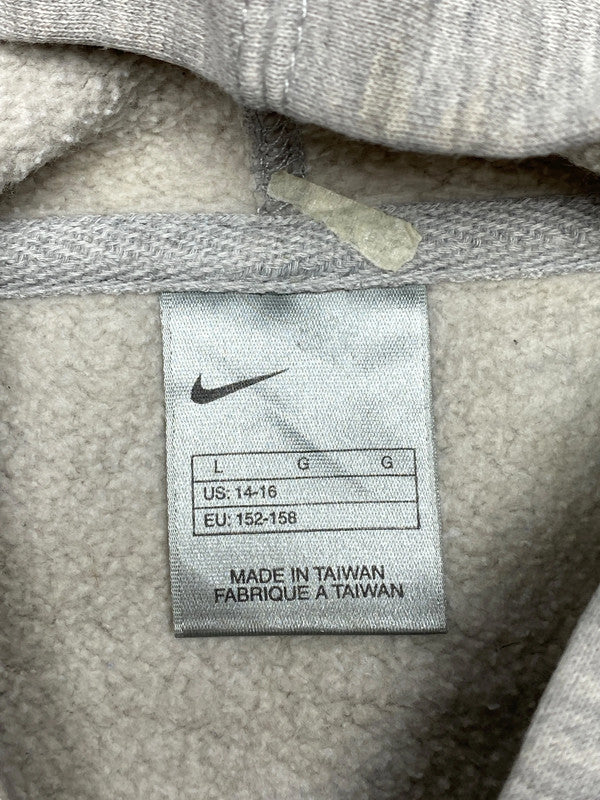 L G G
US: 14-16
EU: 152-158
MADE IN TAIWAN
FABRIQUE A TAIWAN